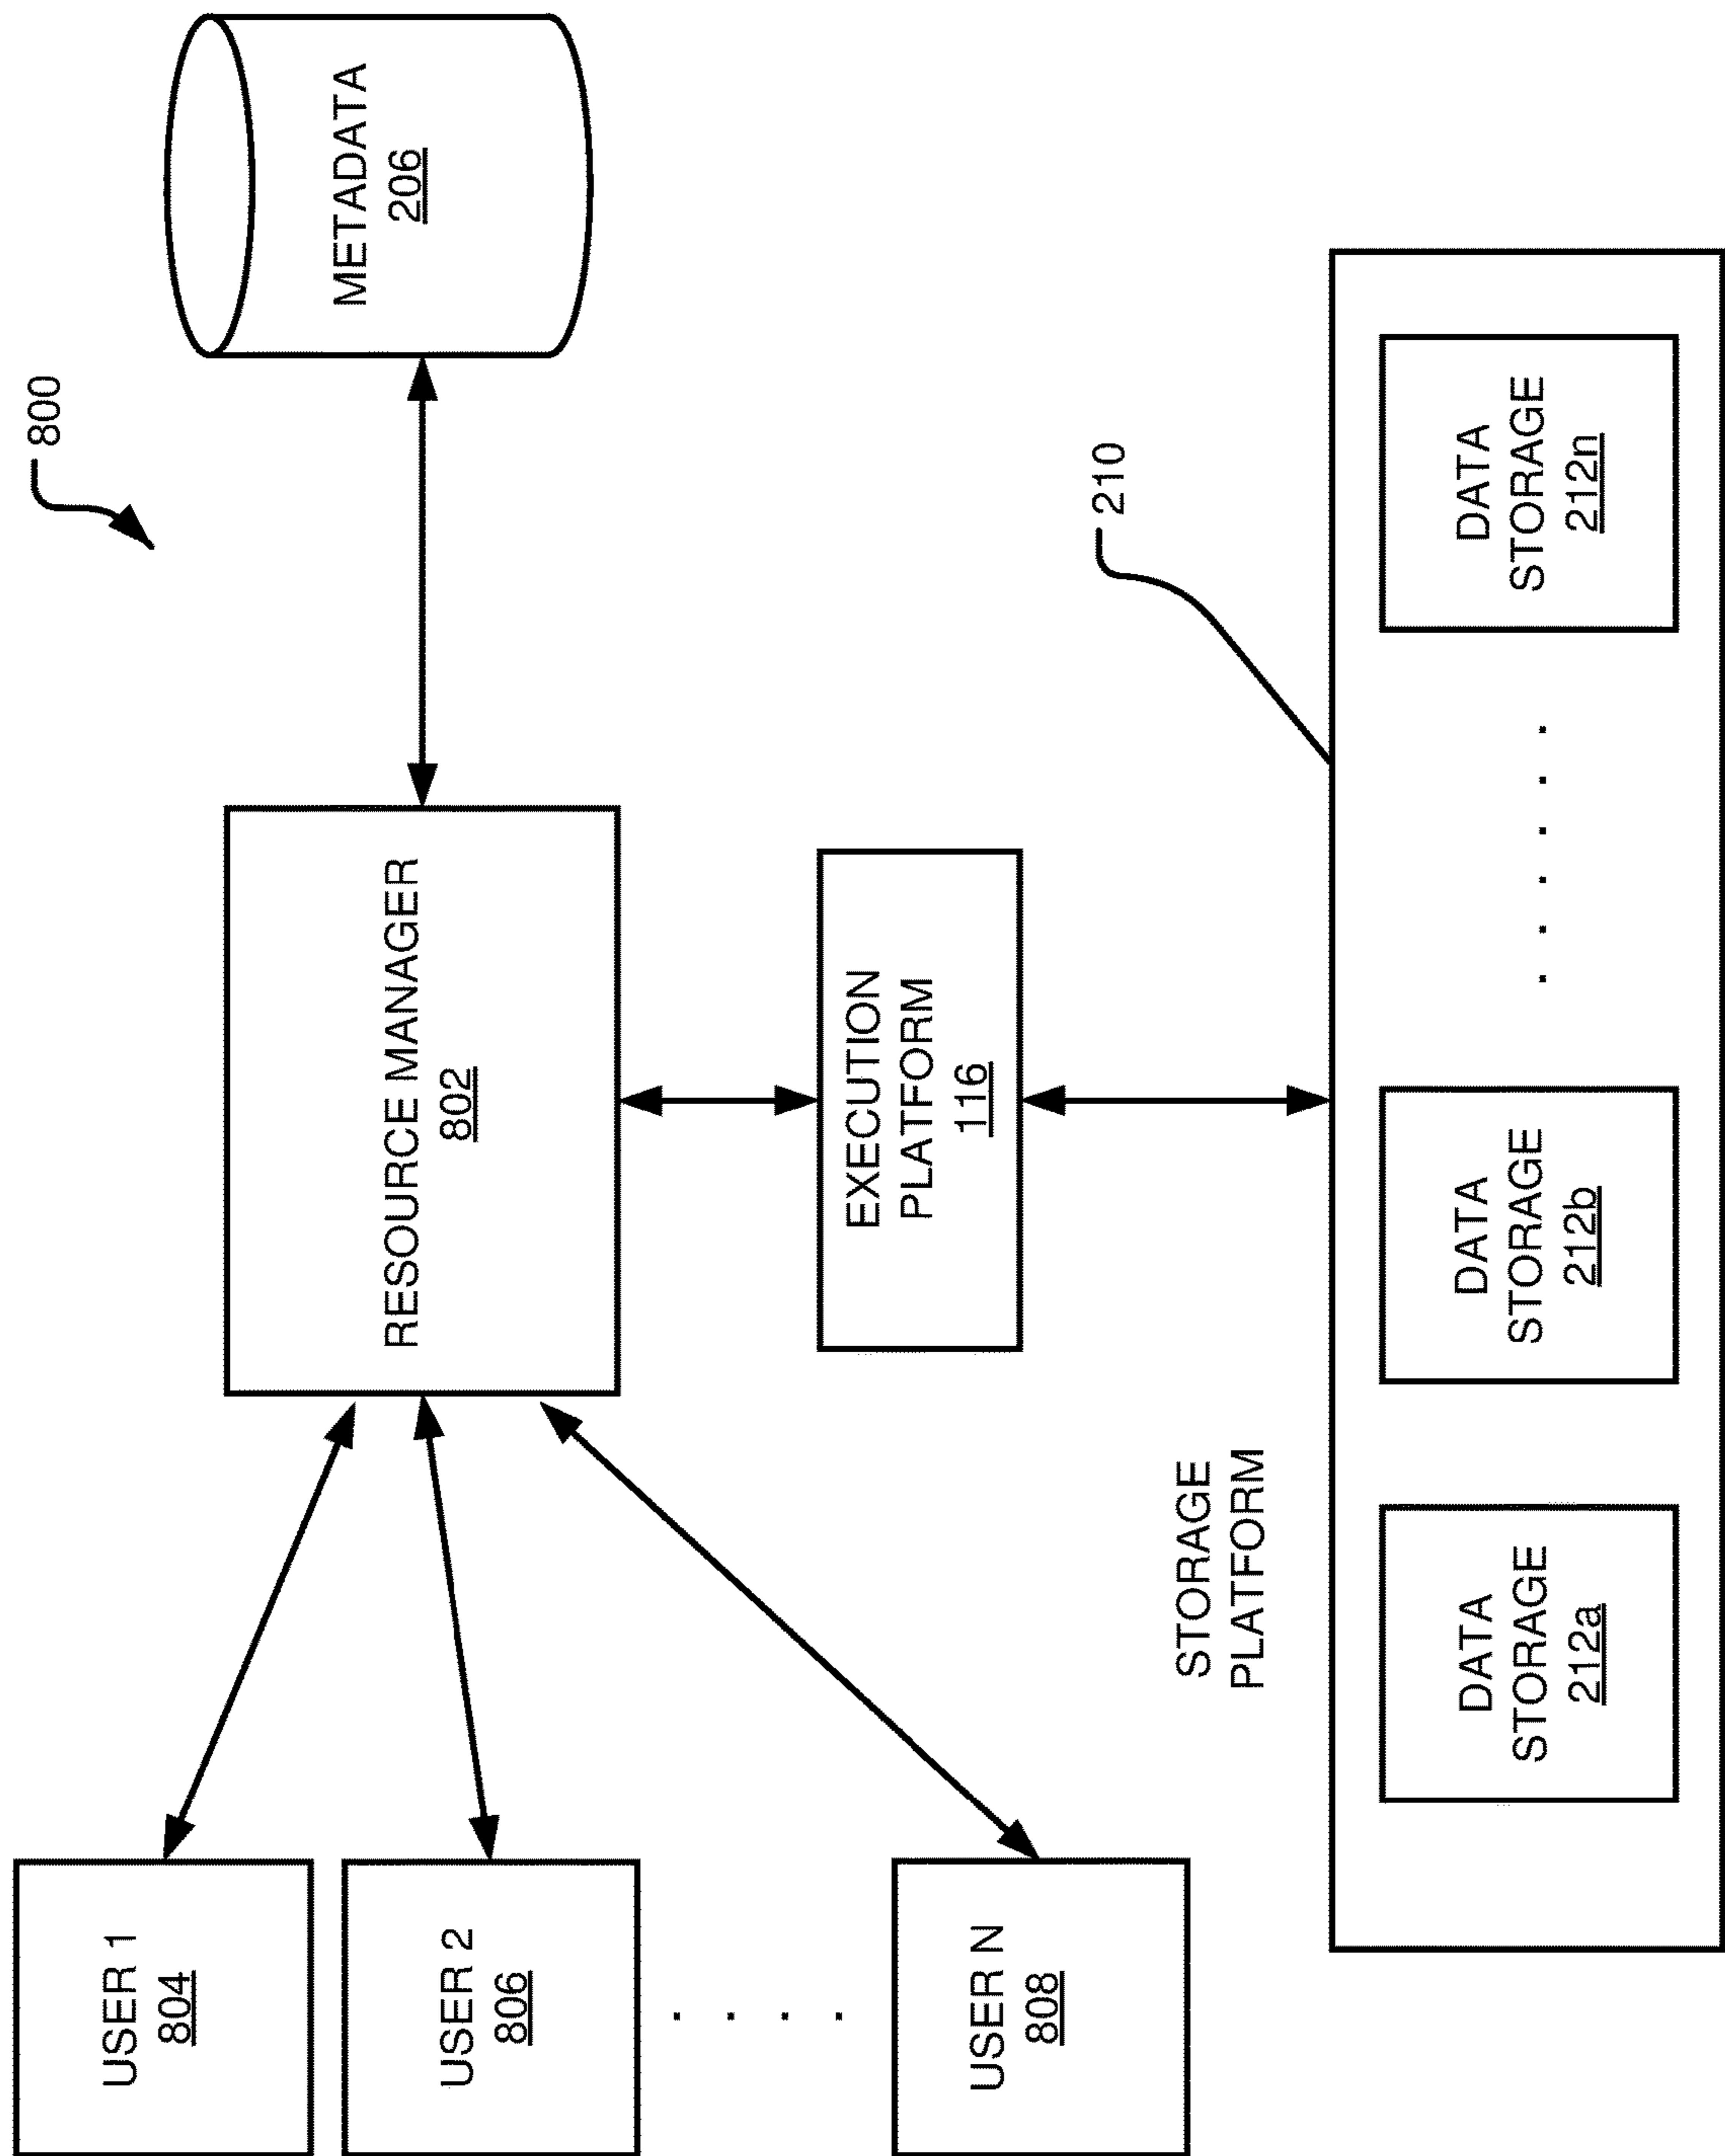 800
USER 1
804
USER 2
806
. . . .
USER N
808
RESOURCE MANAGER
802
METADATA
206
EXECUTION
PLATFORM
116
210
STORAGE
PLATFORM
DATA
STORAGE
212a
DATA
STORAGE
212b
. . . . . .
DATA
STORAGE
212n